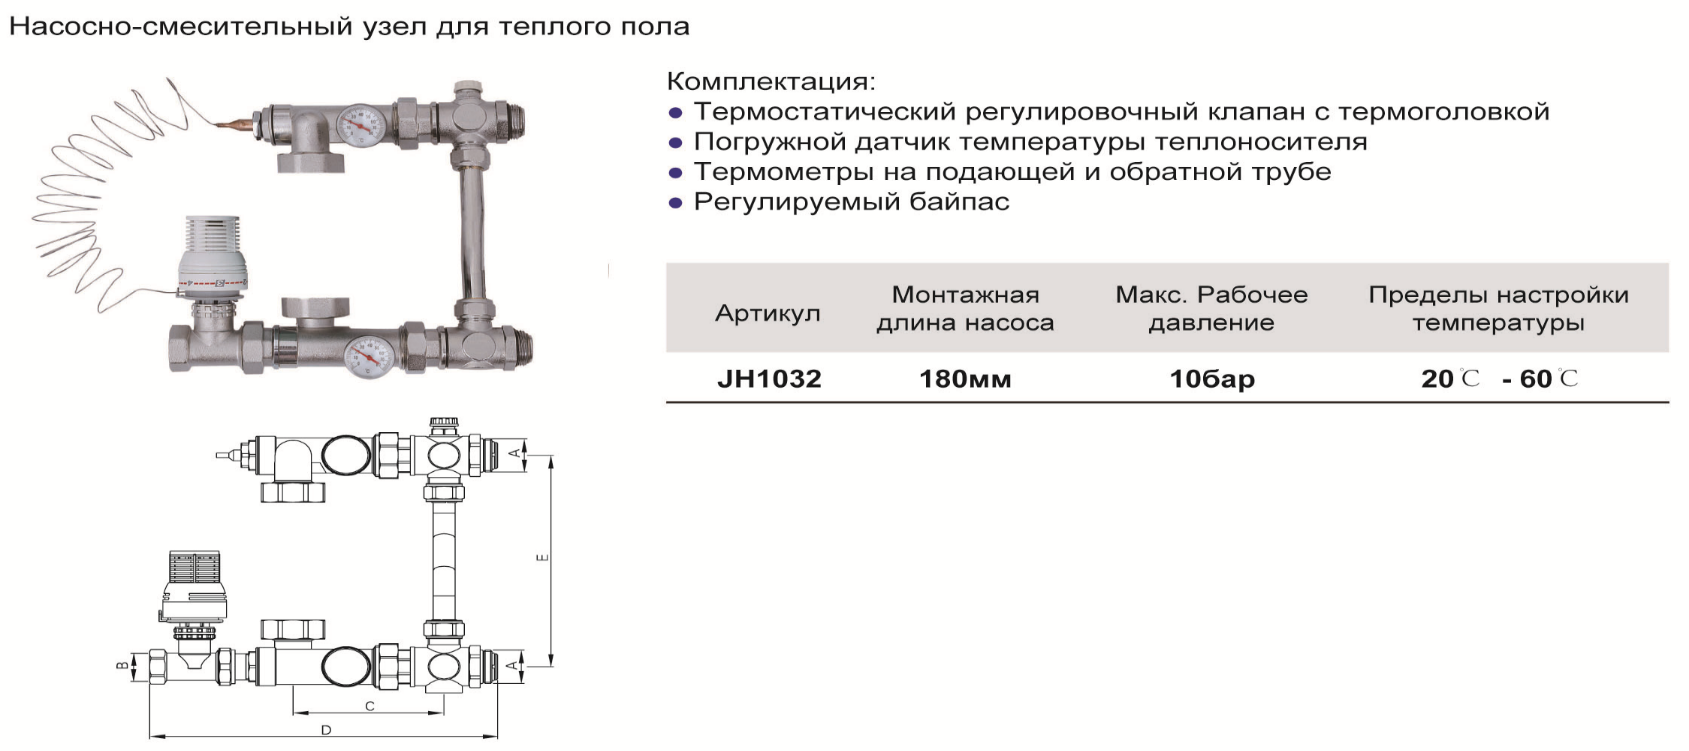 Насосно-смесительный узел для теплого пола
Комплектация:
● Термостатический регулировочный клапан с термоголовкой
● Погружной датчик температуры теплоносителя
● Термометры на подающей и обратной трубе
● Регулируемый байпас
Артикул
Монтажная
длина насоса
Макс. Рабочее
давление
Пределы настройки
температуры
JH1032
180мм
10бар
20℃ - 60℃
A
E
B
A
C
D